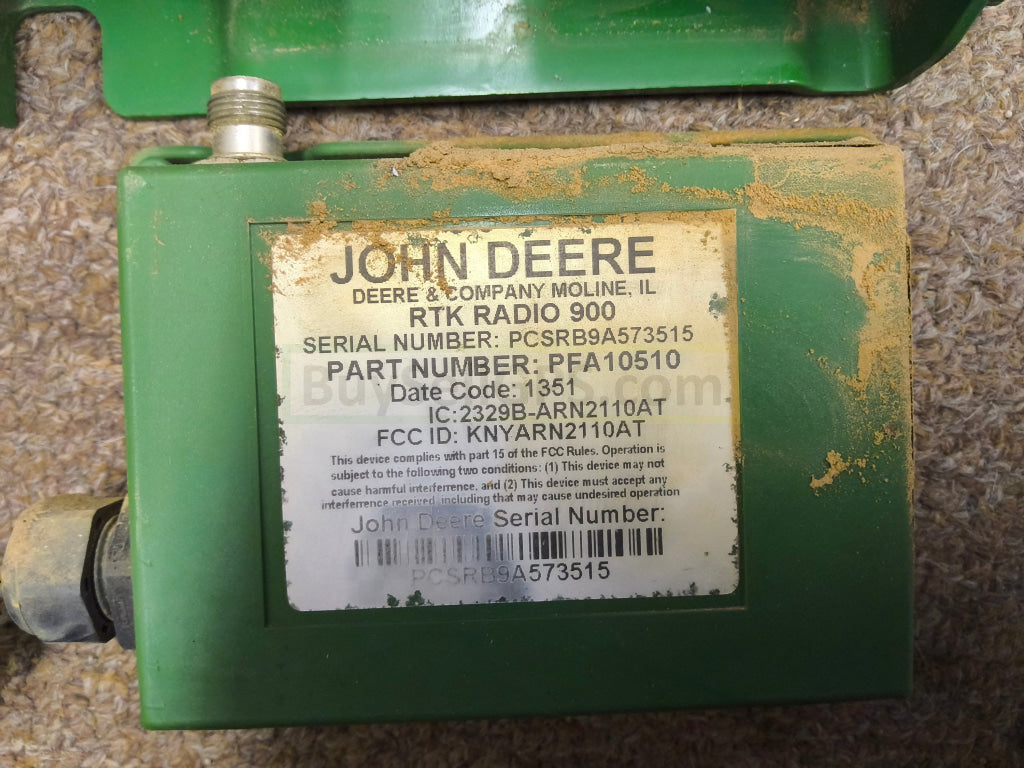 JOHN DEERE
DEERE & COMPANY MOLINE, IL
RTK RADIO 900
SERIAL NUMBER: PCSRB9A573515
PART NUMBER: PFA10510
Date Code: 1351
IC:2329B-ARN2110AT
FCC ID: KNYARN2110AT
This device complies with part 15 of the FCC Rules. Operation is
subject to the following two conditions: (1) This device may not
cause harmful interferrence, and (2) This device must accept any
interferrence received, including that may cause undesired operation
John Deere Serial Number:
PCSRB9A573515